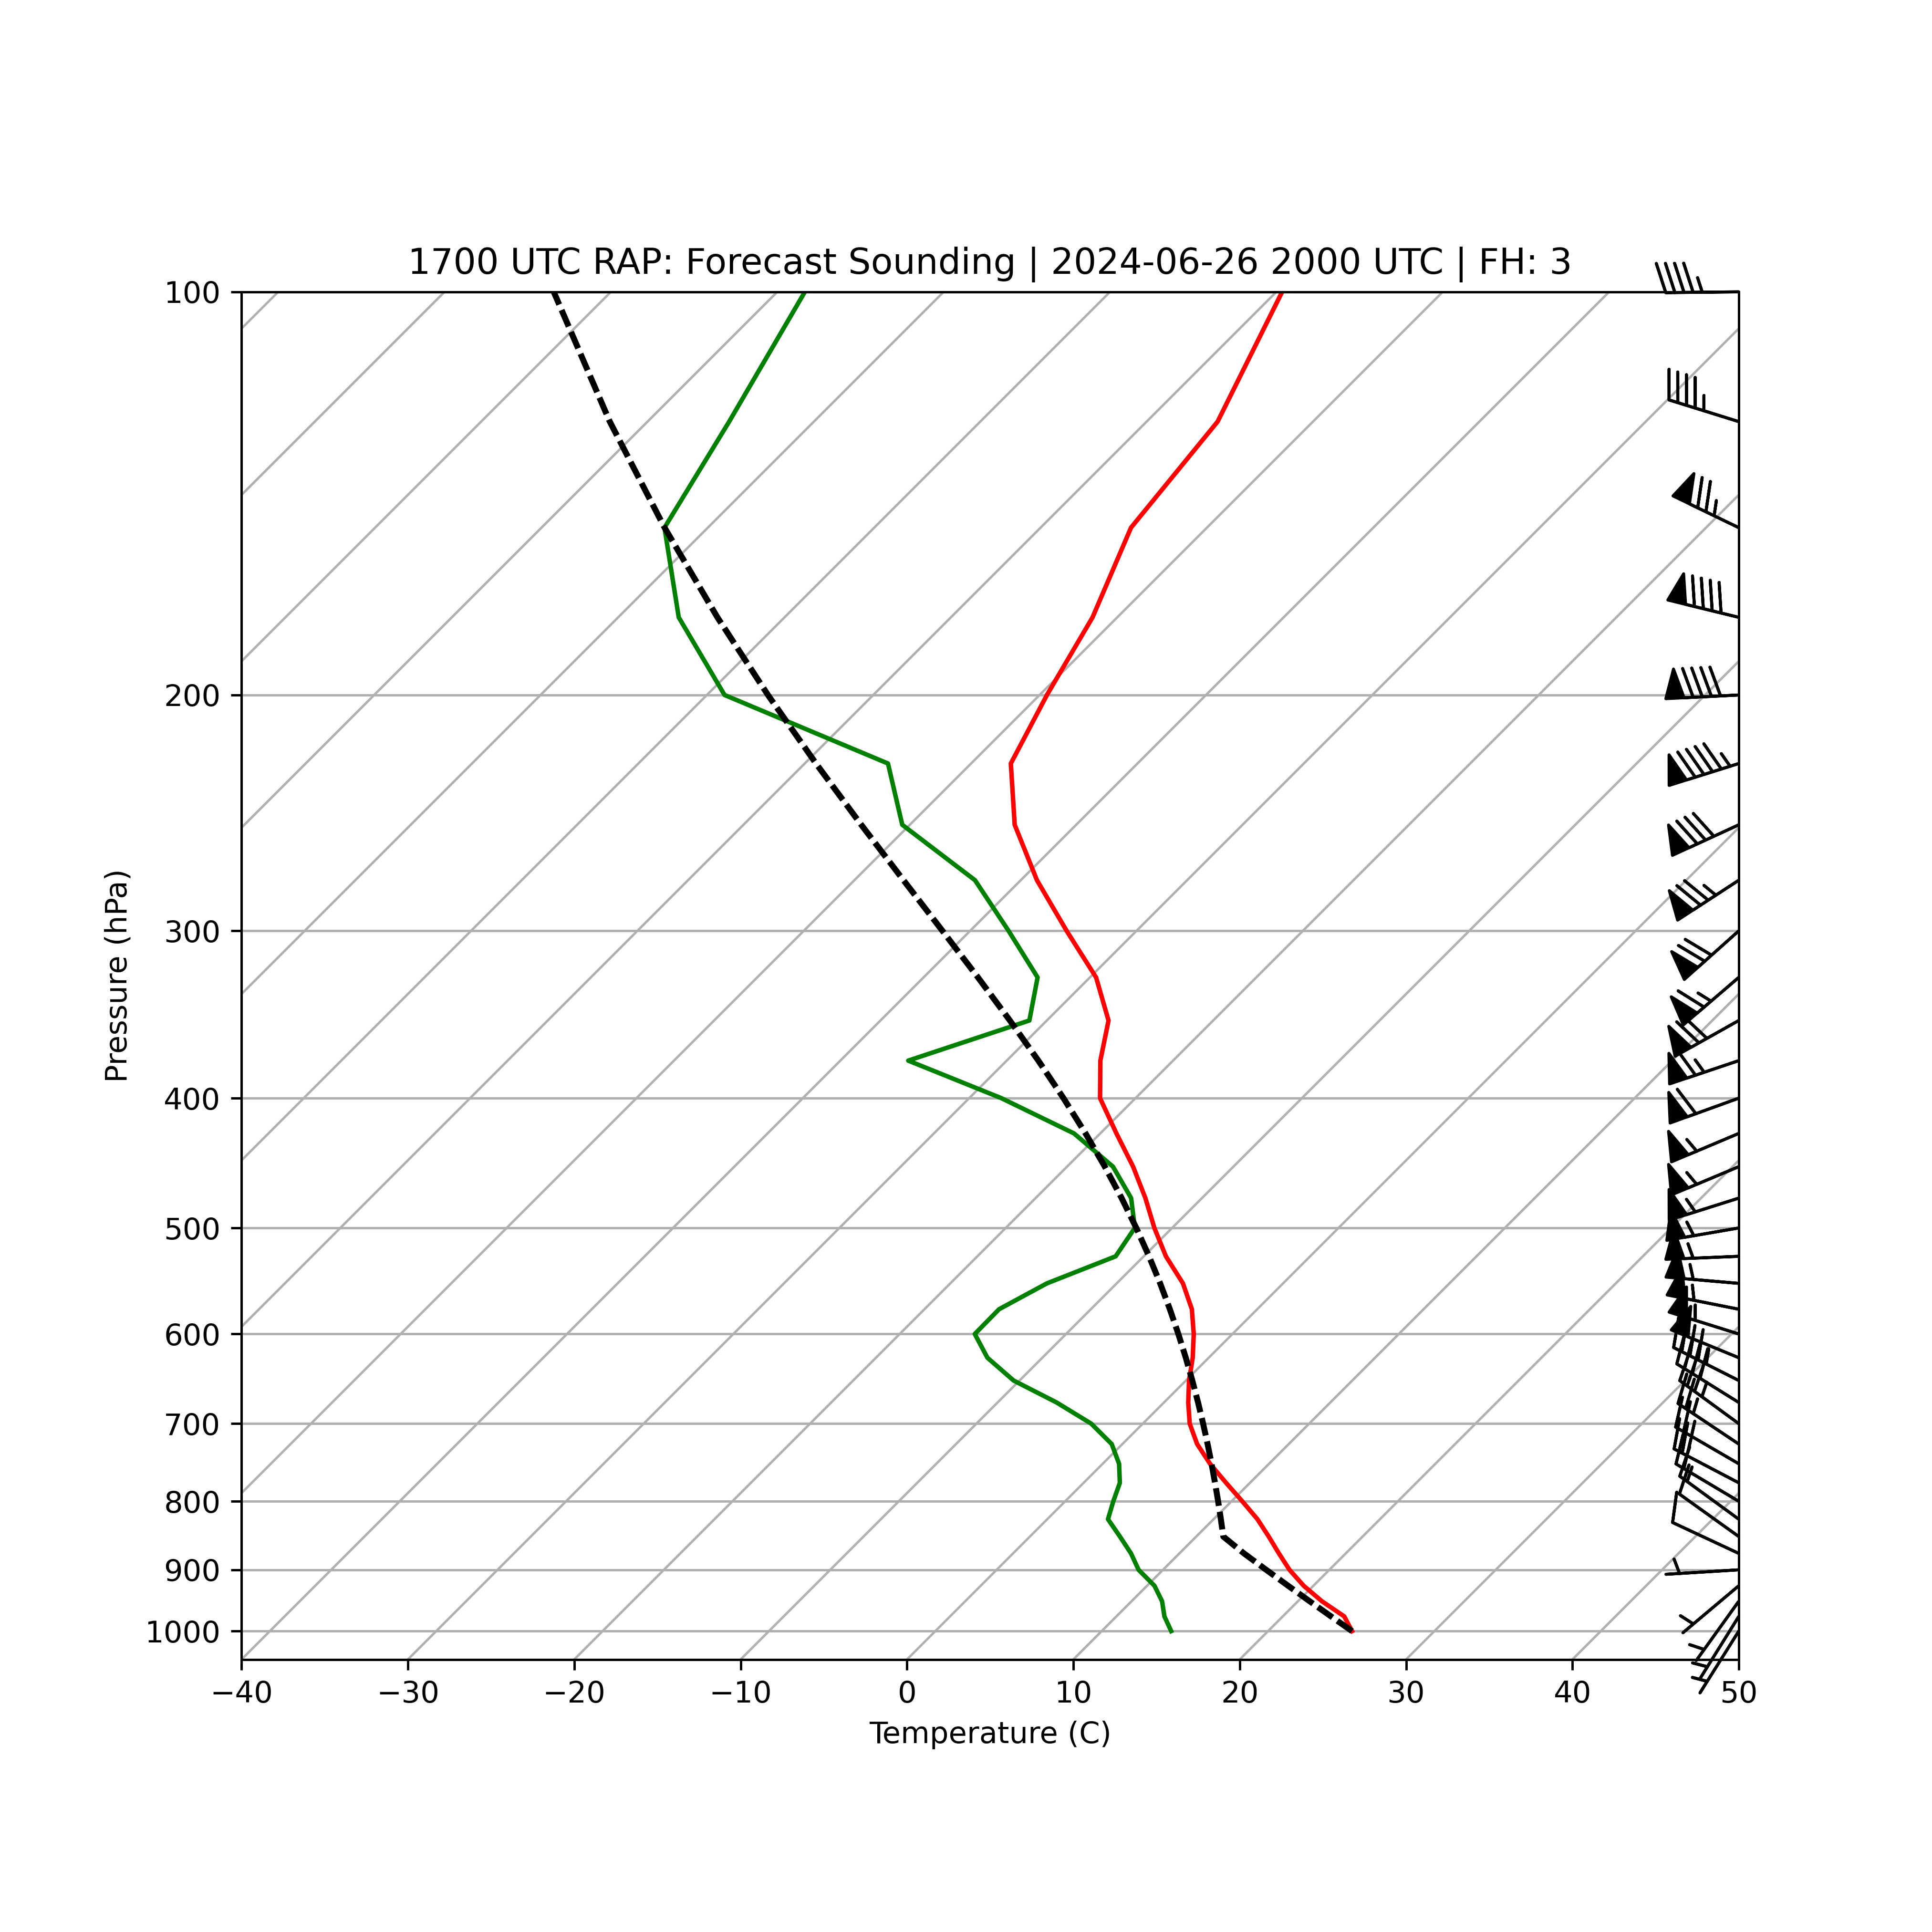 1700 UTC RAP: Forecast Sounding | 2024-06-26 2000 UTC | FH: 3
100
200
300
400
500
600
700
800
900
1000
Pressure (hPa)
−40 −30 −20 −10 0 10 20 30 40 50
Temperature (C)